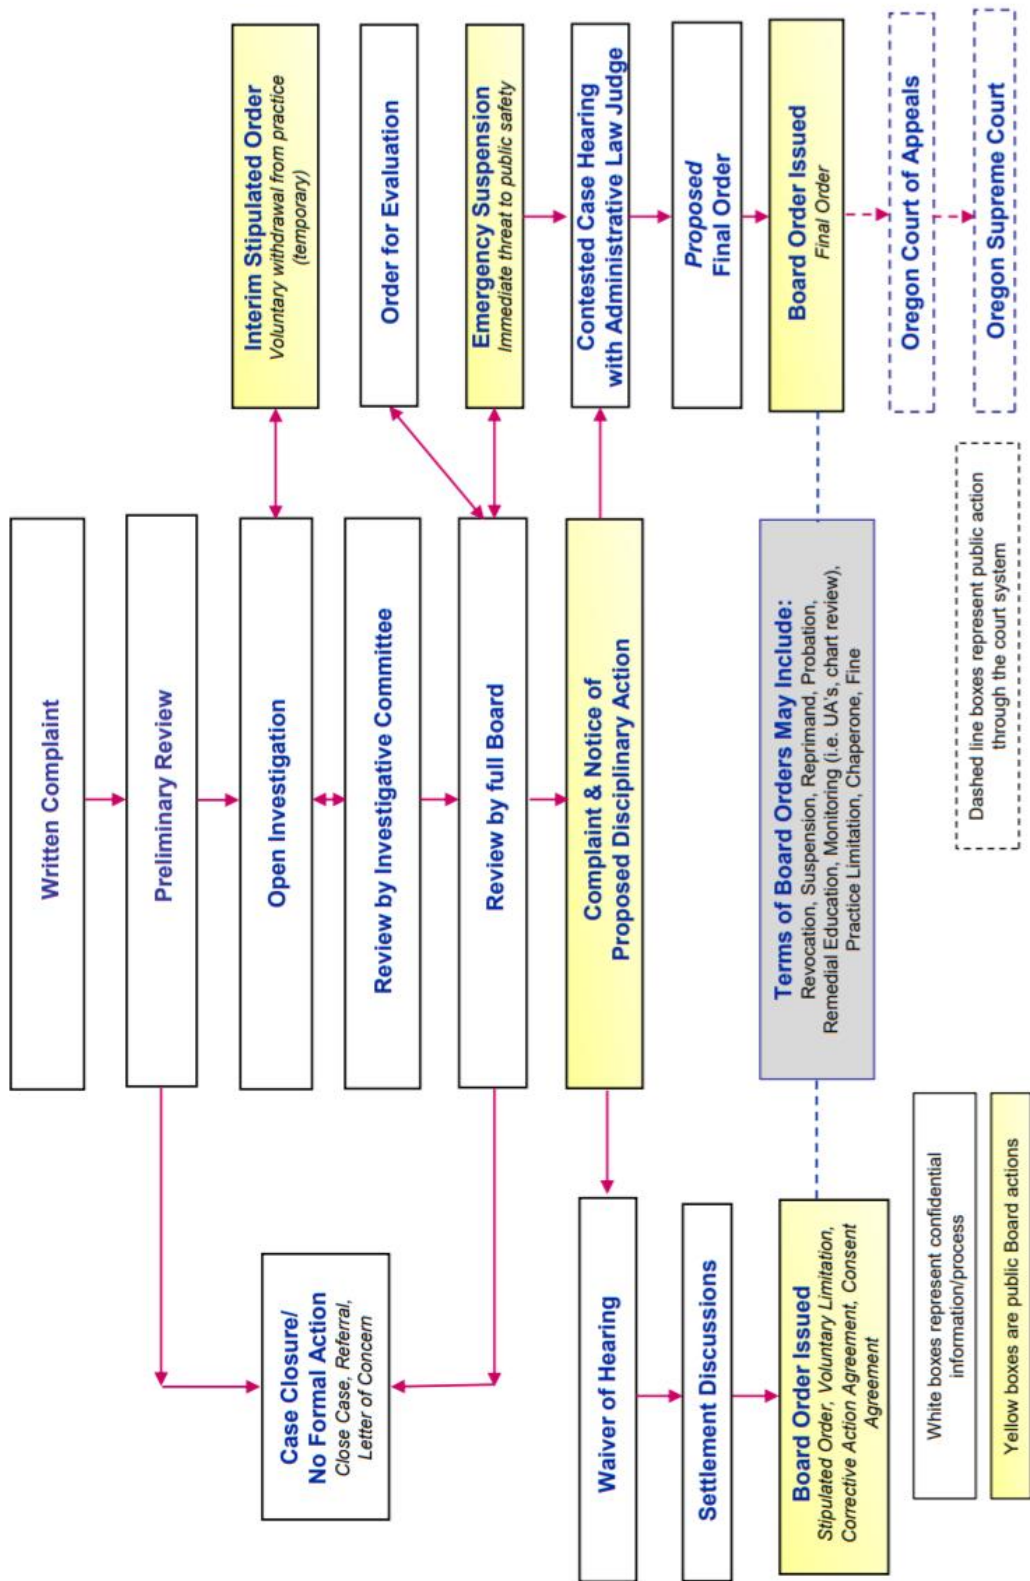 Written Complaint
Preliminary Review
Open Investigation
Review by Investigative Committee
Review by full Board
Complaint & Notice of
Proposed Disciplinary Action
Case Closure/
No Formal Action
Close Case, Referral,
Letter of Concern
Interim Stipulated Order
Voluntary withdrawal from practice
(temporary)
Order for Evaluation
Emergency Suspension
Immediate threat to public safety
Contested Case Hearing
with Administrative Law Judge
Proposed
Final Order
Board Order Issued
Final Order
Oregon Court of Appeals
Oregon Supreme Court
Waiver of Hearing
Settlement Discussions
Board Order Issued
Stipulated Order, Voluntary Limitation,
Corrective Action Agreement, Consent
Agreement
Terms of Board Orders May Include:
Revocation, Suspension, Reprimand, Probation,
Remedial Education, Monitoring (i.e. UA's, chart review),
Practice Limitation, Chaperone, Fine
White boxes represent confidential
information/process
Yellow boxes are public Board actions
Dashed line boxes represent public action
through the court system